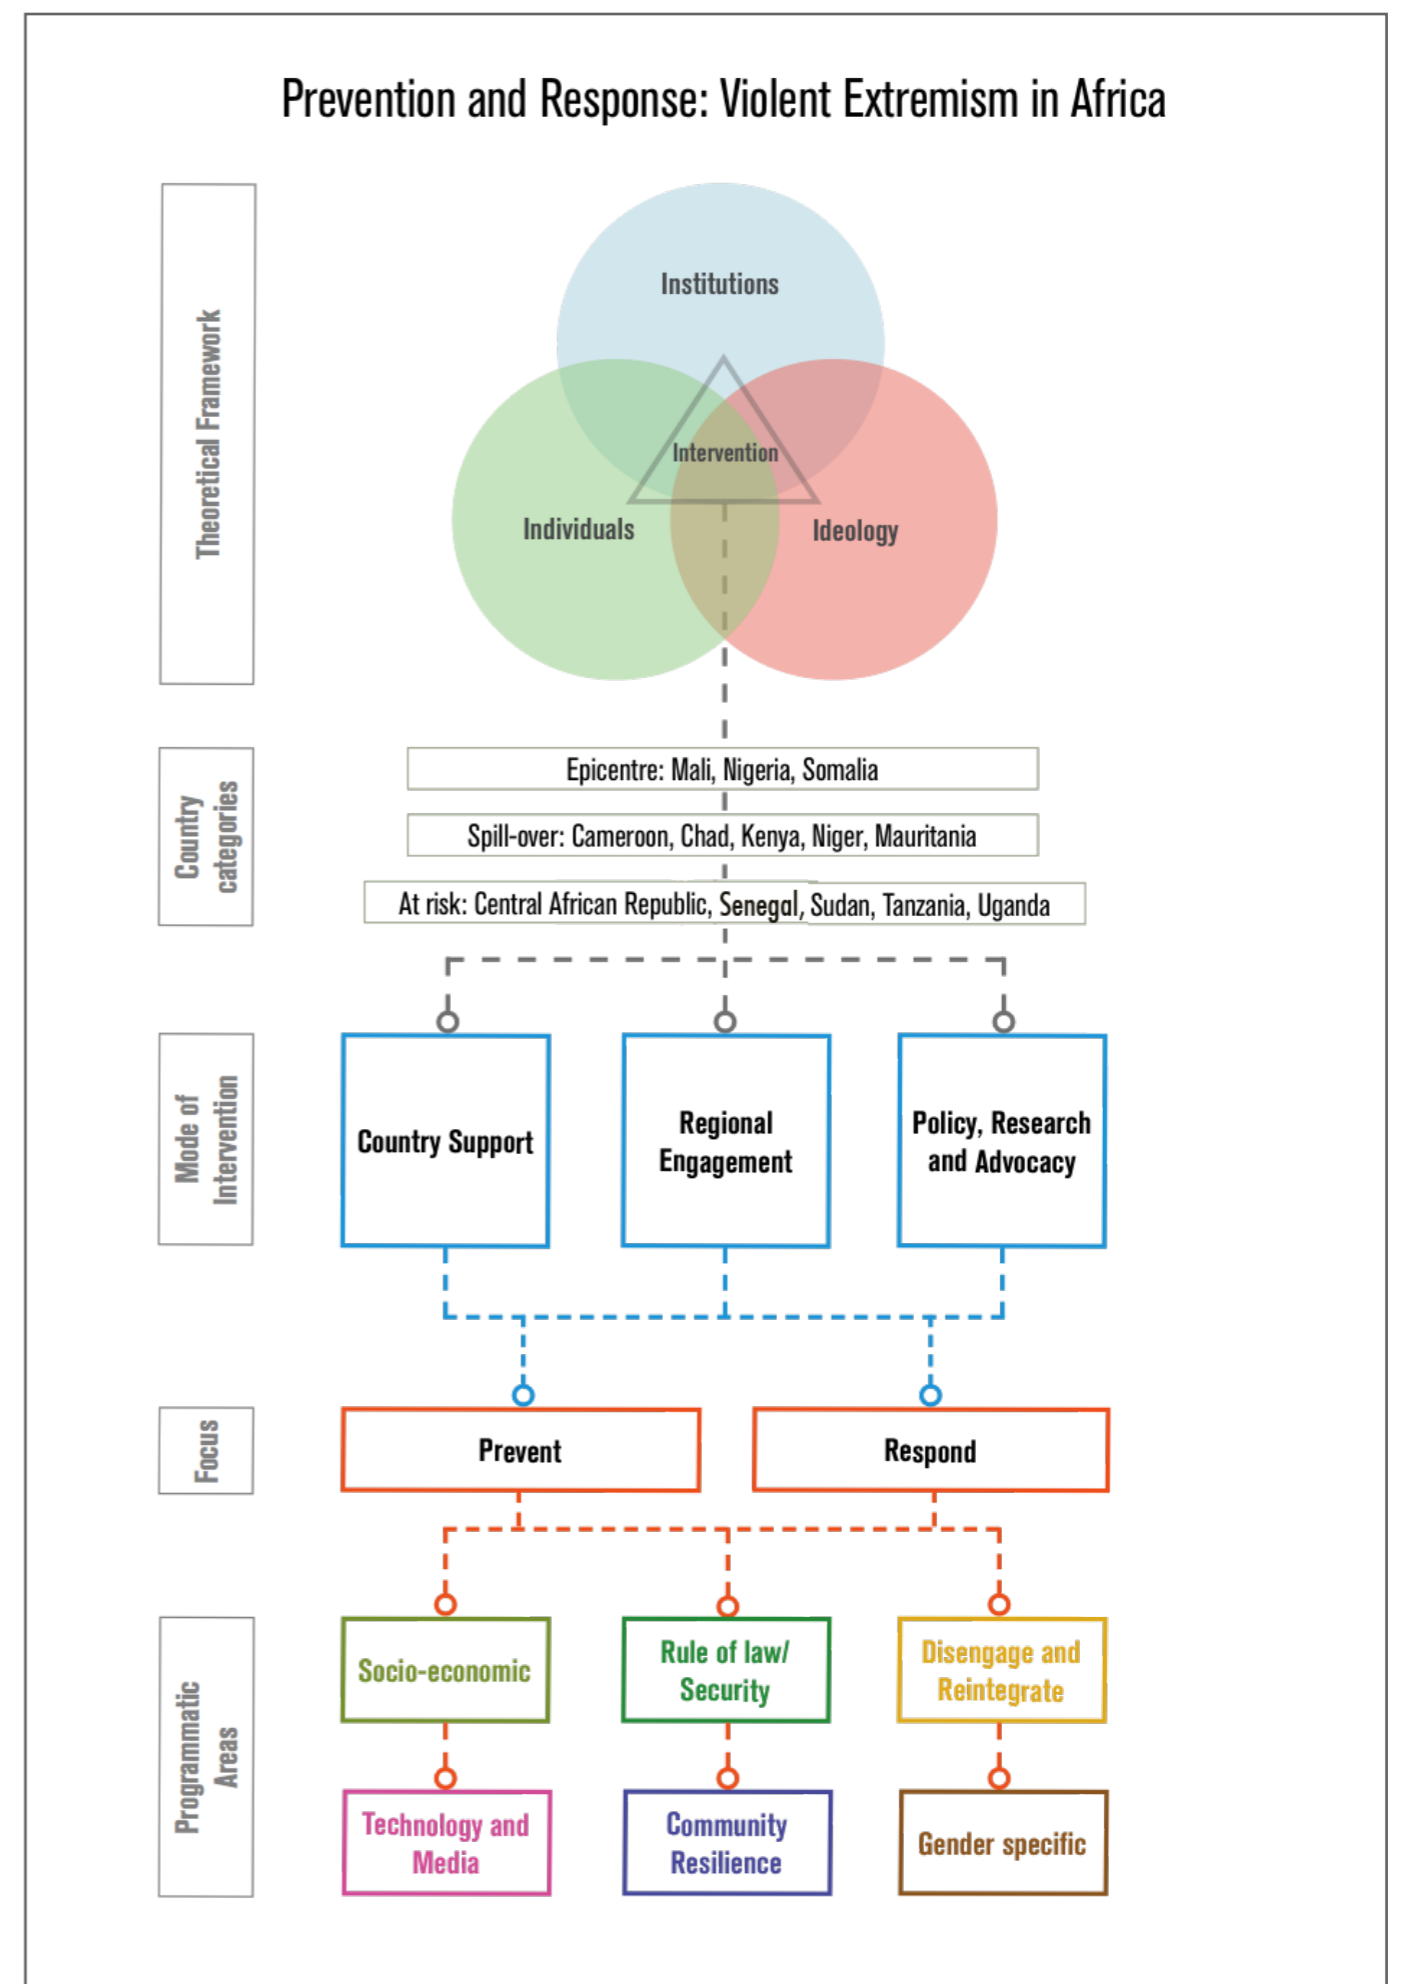 Prevention and Response: Violent Extremism in Africa
Theoretical Framework
Institutions
Intervention
Individuals
Ideology
Country
categories
Epicentre: Mali, Nigeria, Somalia
Spill-over: Cameroon, Chad, Kenya, Niger, Mauritania
At risk: Central African Republic, Senegal, Sudan, Tanzania, Uganda
Mode of
Intervention
Country Support
Regional
Engagement
Policy, Research
and Advocacy
Focus
Prevent
Respond
Programmatic
Areas
Socio-economic
Rule of law/
Security
Disengage and
Reintegrate
Technology and
Media
Community
Resilience
Gender specific